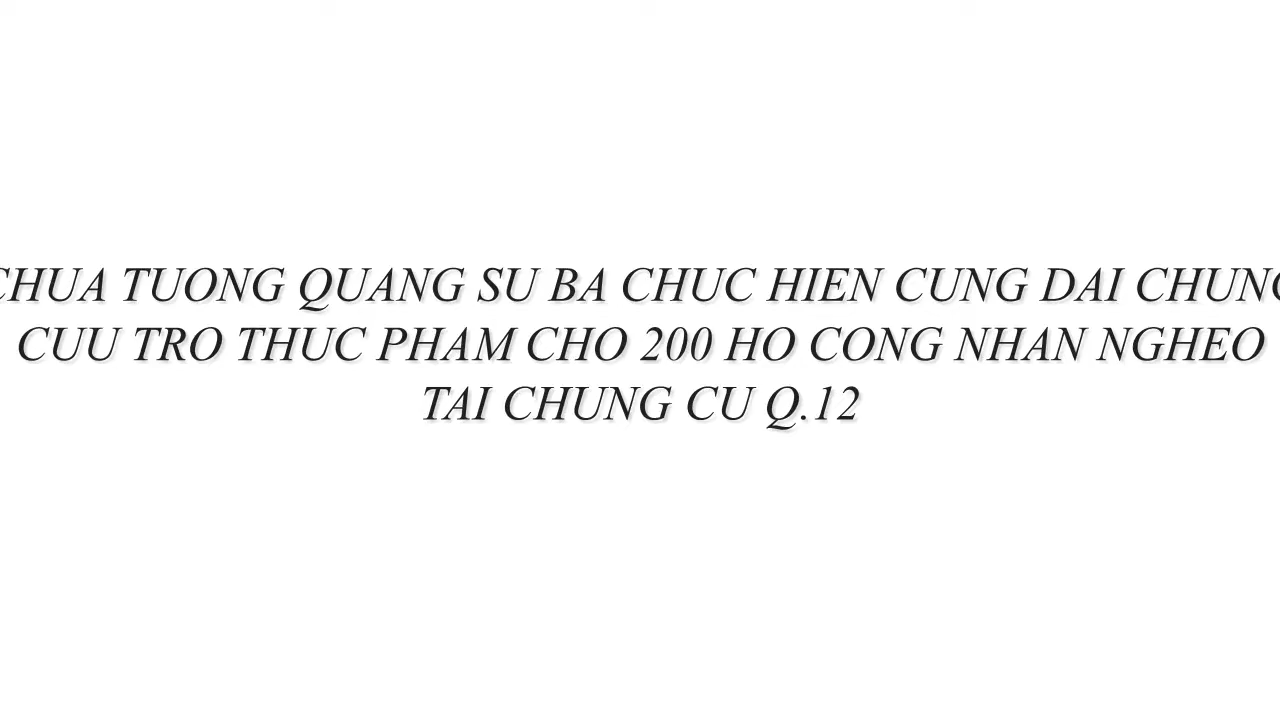 CHUA TUONG QUANG SU BA CHUC HIEN CUNG DAI CHUNG
CUU TRO THUC PHAM CHO 200 HO CONG NHAN NGHEO
TAI CHUNG CU Q.12